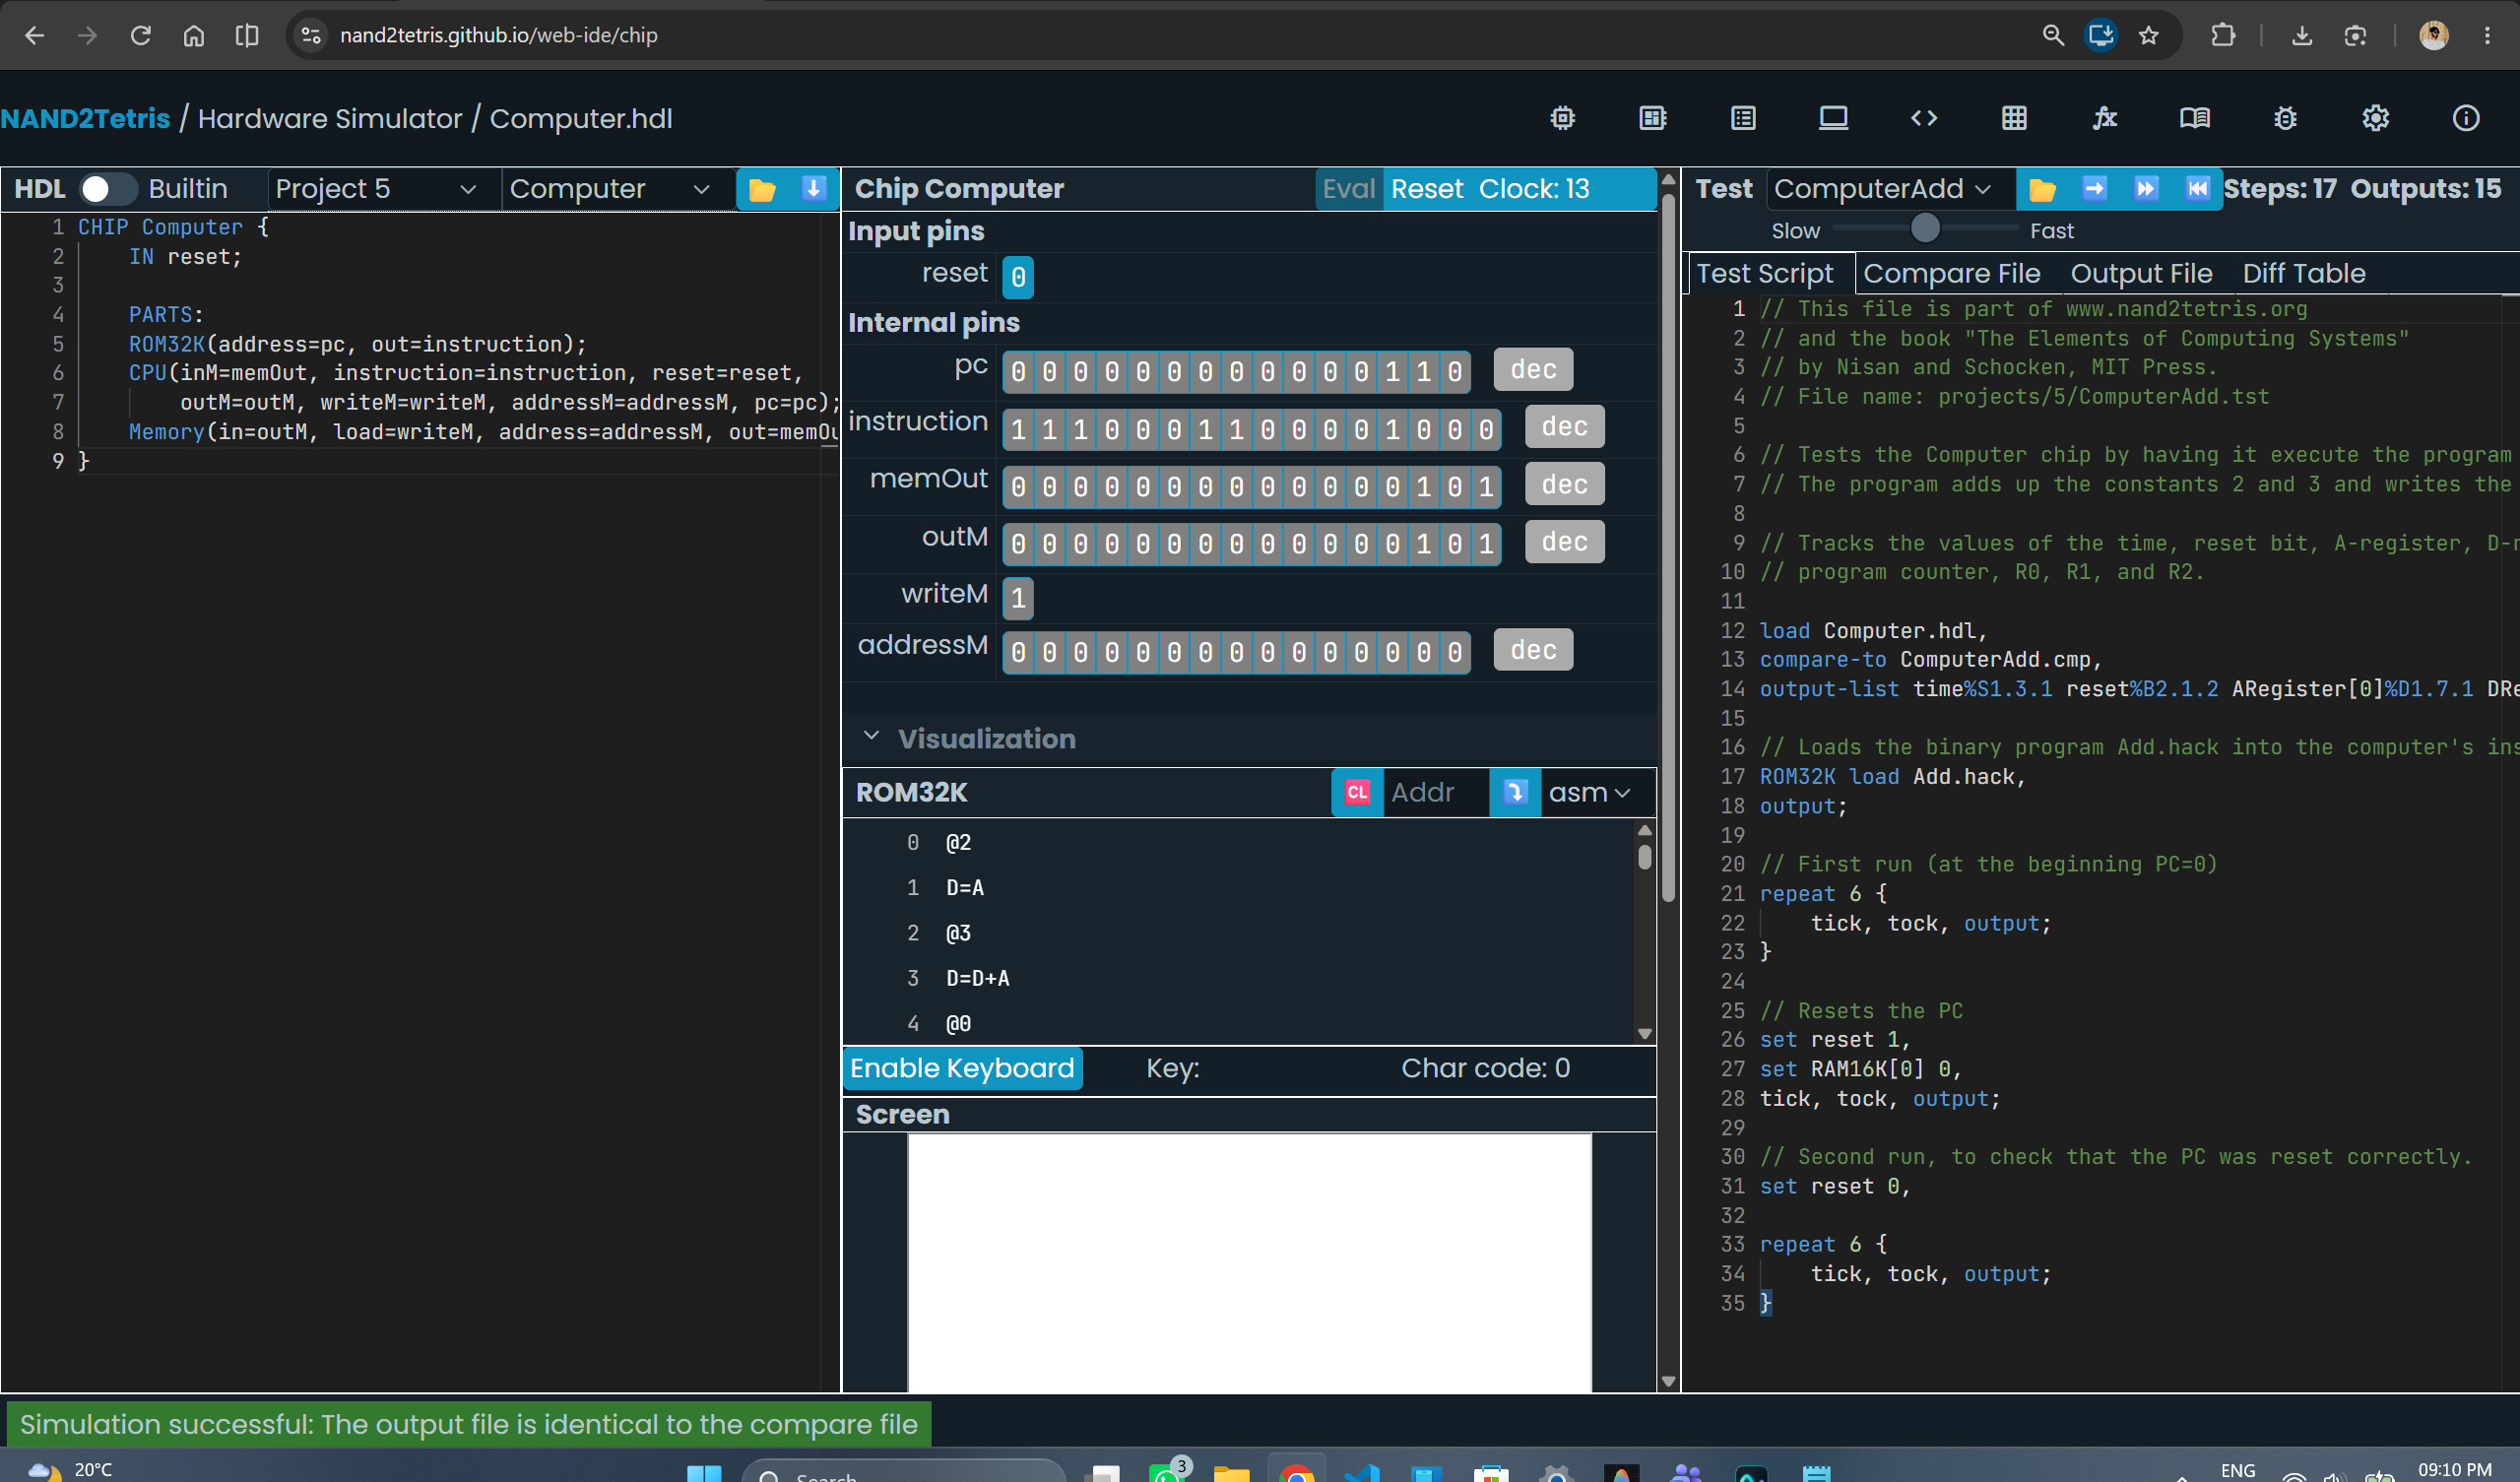 nand2tetris.github.io/web-ide/chip
NAND2Tetris / Hardware Simulator / Computer.hdl
HDL Builtin Project 5 Computer
1 CHIP Computer {
2 IN reset;
3
4 PARTS:
5 ROM32K(address=pc, out=instruction);
6 CPU(inM=memOut, instruction=instruction, reset=reset,
7 outM=outM, writeM=writeM, addressM=addressM, pc=pc);
8 Memory(in=outM, load=writeM, address=addressM, out=memOu
9 }
Chip Computer Eval Reset Clock: 13
Input pins
reset 0
Internal pins
pc 0 0 0 0 0 0 0 0 0 0 0 0 1 1 0 dec
instruction 1 1 1 0 0 0 1 1 0 0 0 0 1 0 0 0 dec
memOut 0 0 0 0 0 0 0 0 0 0 0 0 0 1 0 1 dec
outM 0 0 0 0 0 0 0 0 0 0 0 0 0 1 0 1 dec
writeM 1
addressM 0 0 0 0 0 0 0 0 0 0 0 0 0 0 0 dec
Visualization
ROM32K CL Addr asm
0 @2
1 D=A
2 @3
3 D=D+A
4 @0
Enable Keyboard Key: Char code: 0
Screen
Test ComputerAdd Steps: 17 Outputs: 15
Slow Fast
Test Script Compare File Output File Diff Table
1 // This file is part of www.nand2tetris.org
2 // and the book "The Elements of Computing Systems"
3 // by Nisan and Schocken, MIT Press.
4 // File name: projects/5/ComputerAdd.tst
5
6 // Tests the Computer chip by having it execute the program
7 // The program adds up the constants 2 and 3 and writes the
8
9 // Tracks the values of the time, reset bit, A-register, D-r
10 // program counter, R0, R1, and R2.
11
12 load Computer.hdl,
13 compare-to ComputerAdd.cmp,
14 output-list time%S1.3.1 reset%B2.1.2 ARegister[0]%D1.7.1 DRe
15
16 // Loads the binary program Add.hack into the computer's ins
17 ROM32K load Add.hack,
18 output;
19
20 // First run (at the beginning PC=0)
21 repeat 6 {
22 tick, tock, output;
23 }
24
25 // Resets the PC
26 set reset 1,
27 set RAM16K[0] 0,
28 tick, tock, output;
29
30 // Second run, to check that the PC was reset correctly.
31 set reset 0,
32
33 repeat 6 {
34 tick, tock, output;
35 }
Simulation successful: The output file is identical to the compare file
20°C
Search
3
ENG
09:10 PM